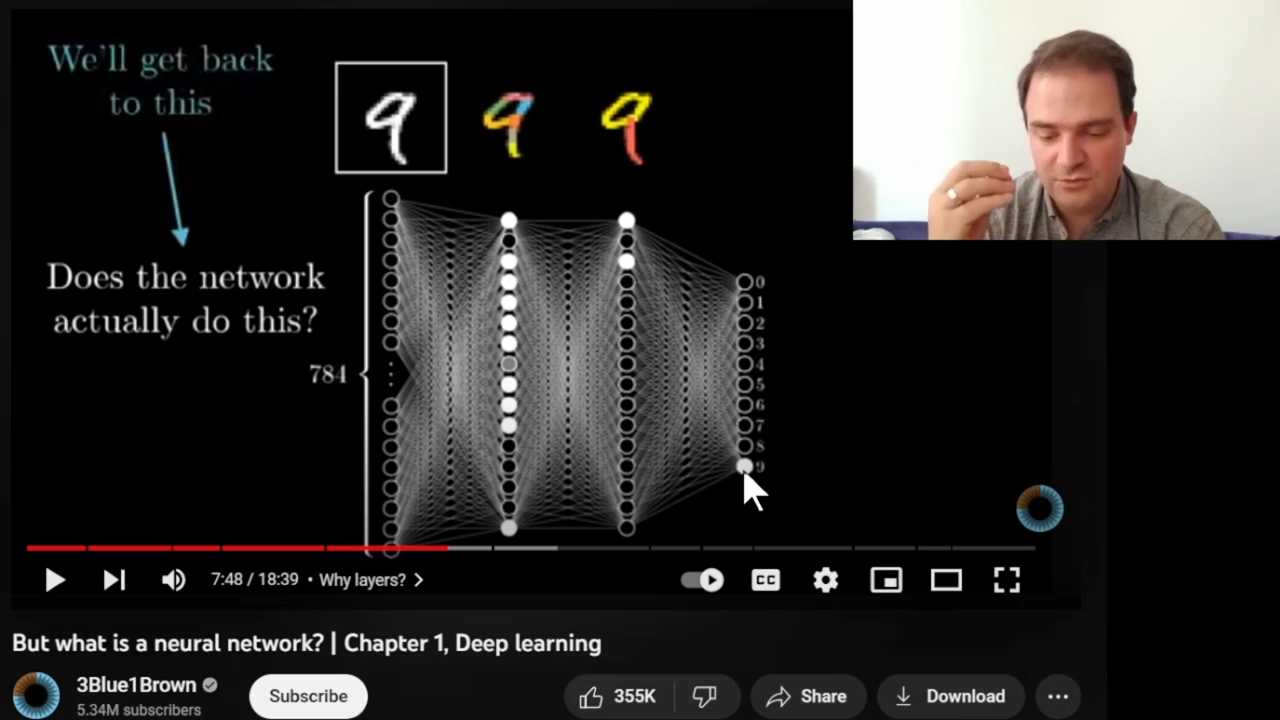 We'll get back
to this
Does the network
actually do this?
784
0
1
2
3
4
5
6
7
8
9
7:48 / 18:39 • Why layers?
CC
But what is a neural network? | Chapter 1, Deep learning
3Blue1Brown
5.34M subscribers
Subscribe
355K
Share
Download